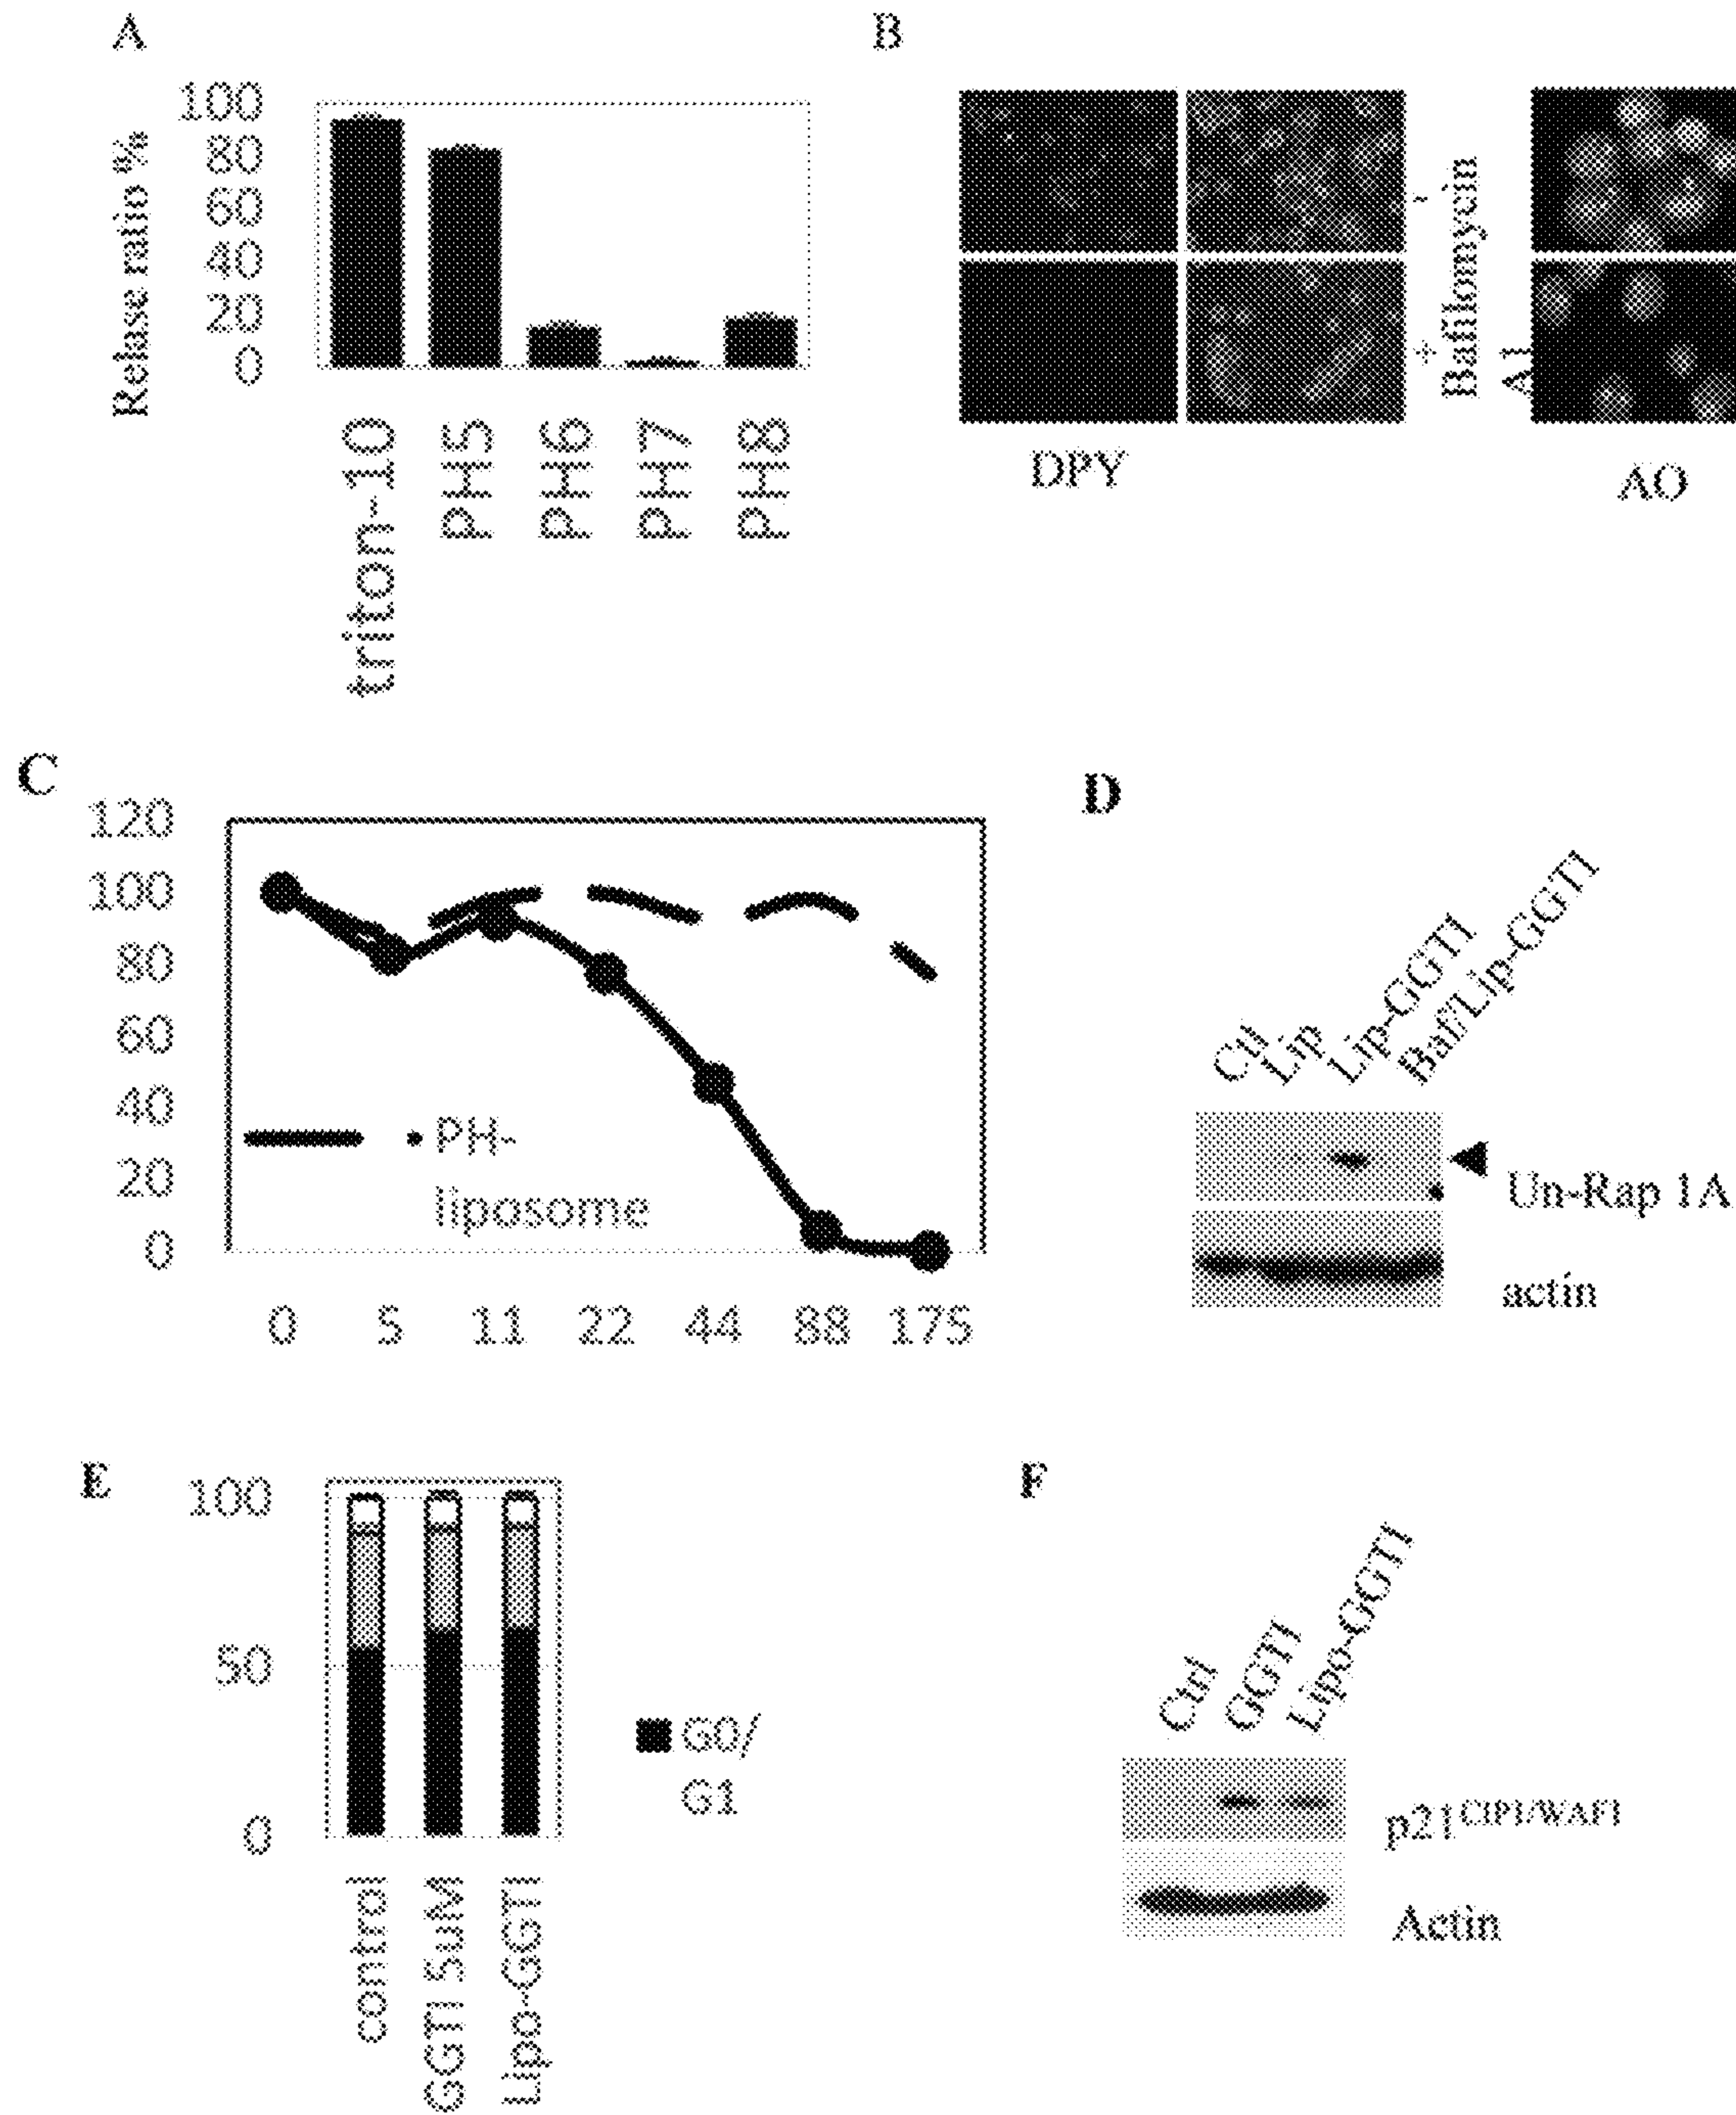 A
Relase ratio %
100
80
60
40
20
0
triton-10
PH5
PH6
PH7
PH8
B
-
+
Bafilomycin
A1
DPY
AO
C
120
100
80
60
40
20
0
PH-
liposome
0 5 11 22 44 88 175
D
Ctl
Lip
Lip-GGTI
Baf/Lip-GGTI
Un-Rap 1A
actin
E
100
50
0
G0/
G1
control
GGTI 5uM
Lipo-GGTI
F
Ctrl
GGTI
Lipo-GGTI
p21CIP1/WAF1
Actin